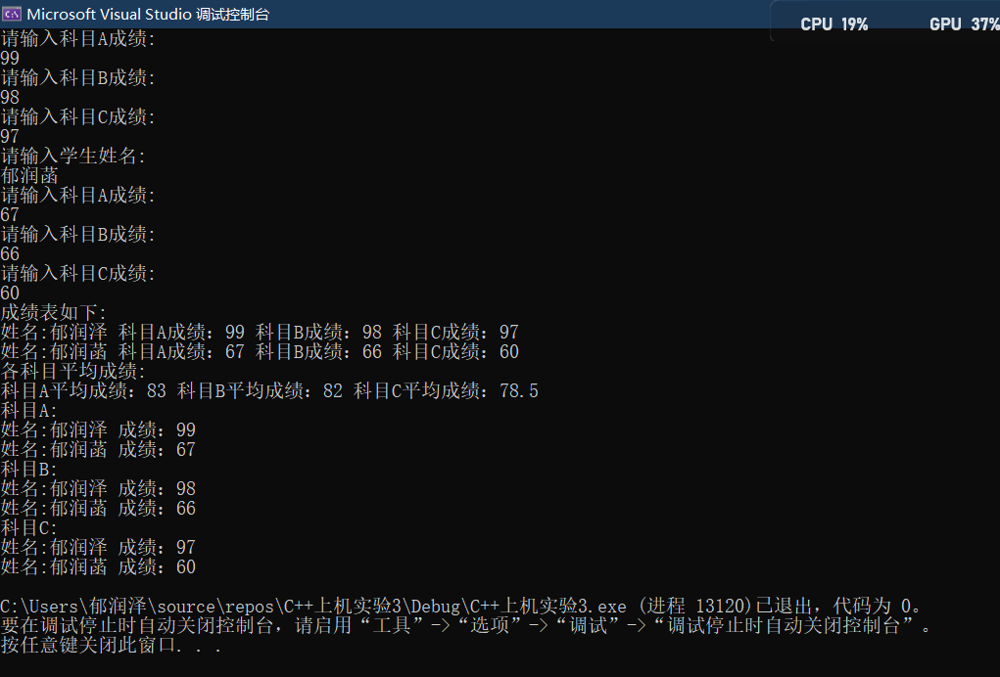 Microsoft Visual Studio 调试控制台
CPU 19% GPU 37%
请输入科目A成绩:
99
请输入科目B成绩:
98
请输入科目C成绩:
97
请输入学生姓名:
郁润菡
请输入科目A成绩:
67
请输入科目B成绩:
66
请输入科目C成绩:
60
成绩表如下:
姓名:郁润泽 科目A成绩: 99 科目B成绩: 98 科目C成绩: 97
姓名:郁润菡 科目A成绩: 67 科目B成绩: 66 科目C成绩: 60
各科目平均成绩:
科目A平均成绩: 83 科目B平均成绩: 82 科目C平均成绩: 78.5
科目A:
姓名:郁润泽 成绩: 99
姓名:郁润菡 成绩: 67
科目B:
姓名:郁润泽 成绩: 98
姓名:郁润菡 成绩: 66
科目C:
姓名:郁润泽 成绩: 97
姓名:郁润菡 成绩: 60
C:\Users\郁润泽\source\repos\C++上机实验3\Debug\C++上机实验3.exe (进程 13120)已退出，代码为 0。
要在调试停止时自动关闭控制台，请启用“工具”->“选项”->“调试”->“调试停止时自动关闭控制台”。
按任意键关闭此窗口. . .